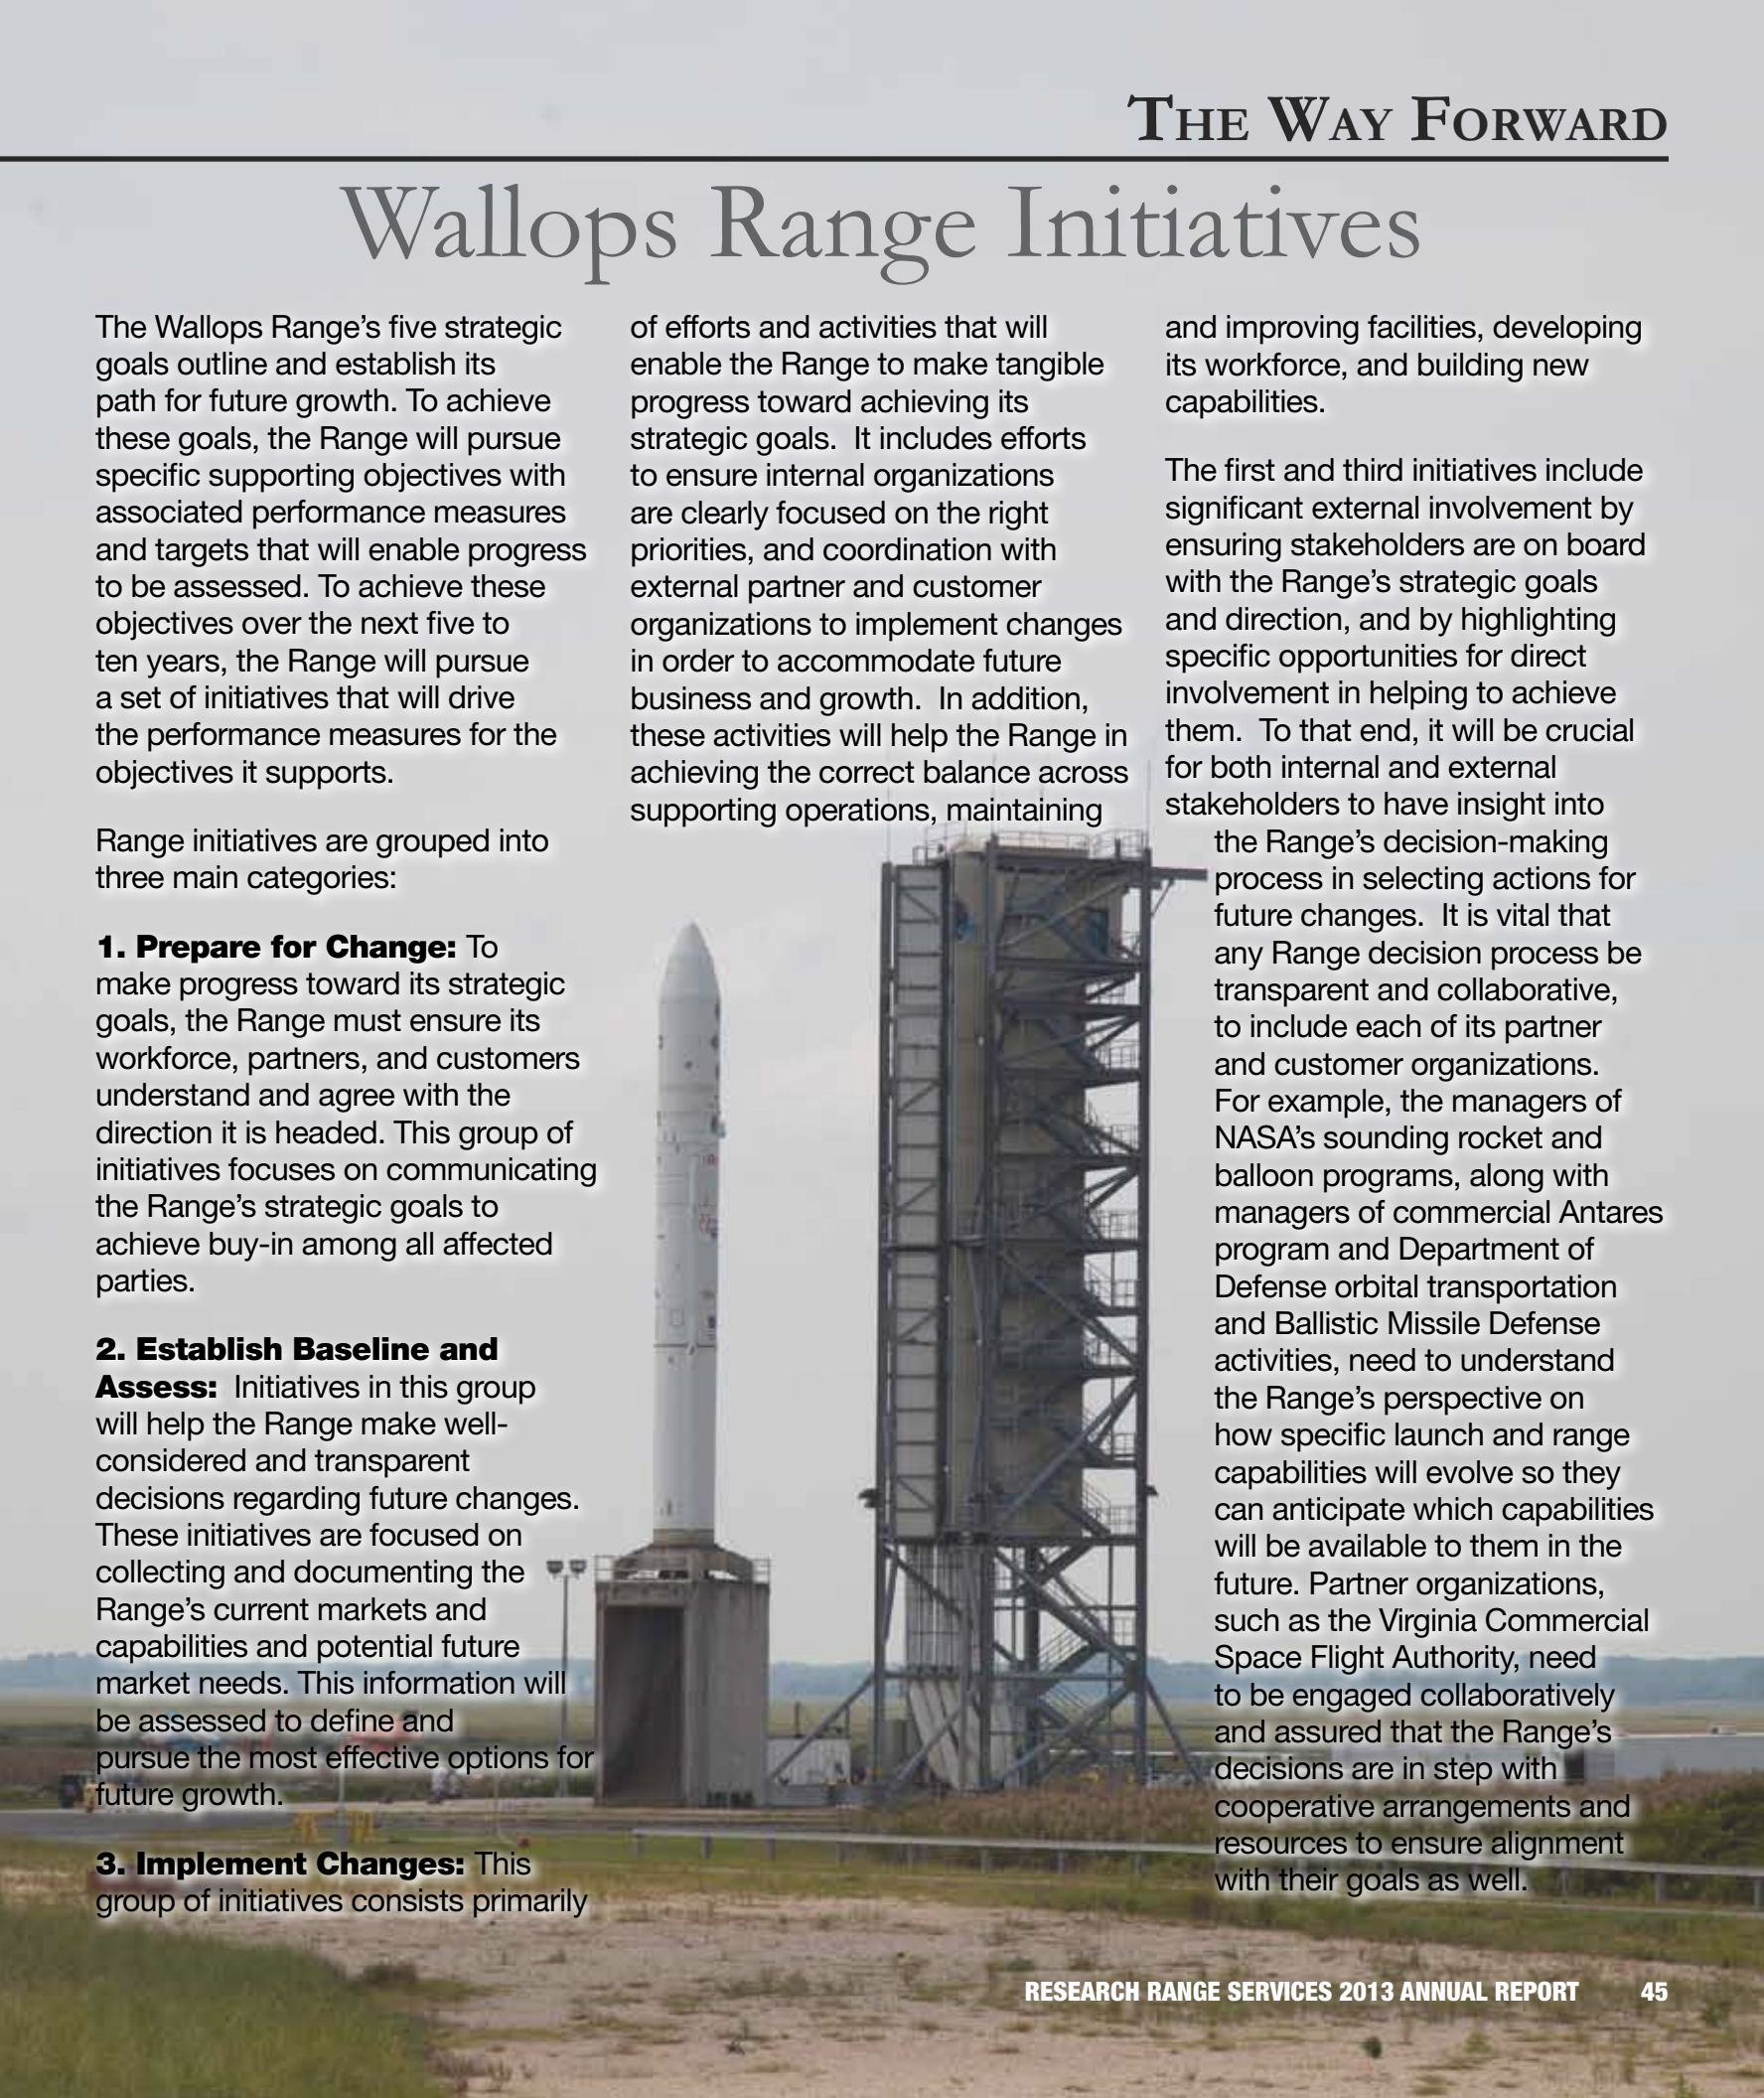 The Way Forward
Wallops Range Initiatives
The Wallops Range's five strategic
goals outline and establish its
path for future growth. To achieve
these goals, the Range will pursue
specific supporting objectives with
associated performance measures
and targets that will enable progress
to be assessed. To achieve these
objectives over the next five to
ten years, the Range will pursue
a set of initiatives that will drive
the performance measures for the
objectives it supports.
Range initiatives are grouped into
three main categories:
1. Prepare for Change: To
make progress toward its strategic
goals, the Range must ensure its
workforce, partners, and customers
understand and agree with the
direction it is headed. This group of
initiatives focuses on communicating
the Range's strategic goals to
achieve buy-in among all affected
parties.
2. Establish Baseline and
Assess:  Initiatives in this group
will help the Range make well-
considered and transparent
decisions regarding future changes.
These initiatives are focused on
collecting and documenting the
Range's current markets and
capabilities and potential future
market needs. This information will
be assessed to define and
pursue the most effective options for
future growth.
3. Implement Changes: This
group of initiatives consists primarily
of efforts and activities that will
enable the Range to make tangible
progress toward achieving its
strategic goals.  It includes efforts
to ensure internal organizations
are clearly focused on the right
priorities, and coordination with
external partner and customer
organizations to implement changes
in order to accommodate future
business and growth.  In addition,
these activities will help the Range in
achieving the correct balance across
supporting operations, maintaining
and improving facilities, developing
its workforce, and building new
capabilities.
The first and third initiatives include
significant external involvement by
ensuring stakeholders are on board
with the Range's strategic goals
and direction, and by highlighting
specific opportunities for direct
involvement in helping to achieve
them.  To that end, it will be crucial
for both internal and external
stakeholders to have insight into
the Range's decision-making
process in selecting actions for
future changes.  It is vital that
any Range decision process be
transparent and collaborative,
to include each of its partner
and customer organizations.
For example, the managers of
NASA's sounding rocket and
balloon programs, along with
managers of commercial Antares
program and Department of
Defense orbital transportation
and Ballistic Missile Defense
activities, need to understand
the Range's perspective on
how specific launch and range
capabilities will evolve so they
can anticipate which capabilities
will be available to them in the
future. Partner organizations,
such as the Virginia Commercial
Space Flight Authority, need
to be engaged collaboratively
and assured that the Range's
decisions are in step with
cooperative arrangements and
resources to ensure alignment
with their goals as well.
RESEARCH RANGE SERVICES 2013 ANNUAL REPORT 45